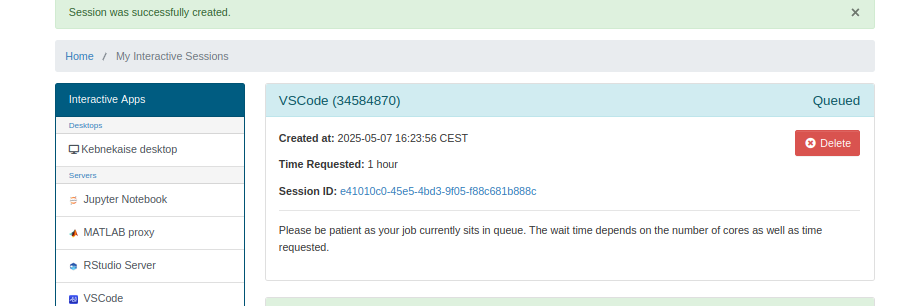 Session was successfully created.
×
Home / My Interactive Sessions
Interactive Apps
Desktops
Kebnekaise desktop
Servers
Jupyter Notebook
MATLAB proxy
RStudio Server
VSCode
VSCode (34584870)
Queued
Created at: 2025-05-07 16:23:56 CEST
Delete
Time Requested: 1 hour
Session ID: e41010c0-45e5-4bd3-9f05-f88c681b888c
Please be patient as your job currently sits in queue. The wait time depends on the number of cores as well as time
requested.